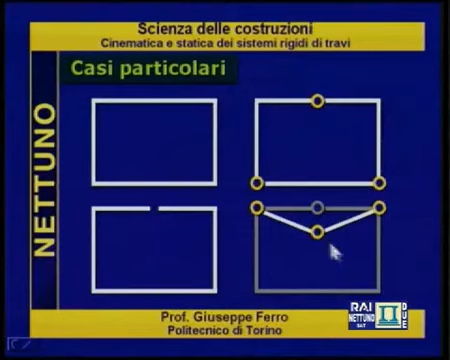 Scienza delle costruzioni
Cinematica e statica dei sistemi rigidi di travi
Casi particolari
NETTUNO
Prof. Giuseppe Ferro
Politecnico di Torino
RAI
NETTUNO
SAT
DUE